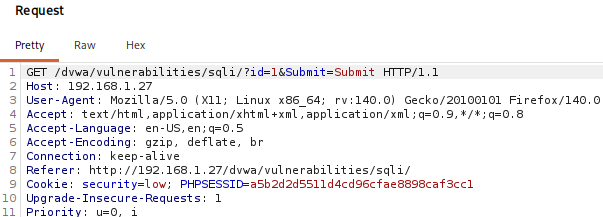 Request
Pretty Raw Hex
1 GET /dvwa/vulnerabilities/sqli/?id=1&Submit=Submit HTTP/1.1
2 Host: 192.168.1.27
3 User-Agent: Mozilla/5.0 (X11; Linux x86_64; rv:140.0) Gecko/20100101 Firefox/140.0
4 Accept: text/html,application/xhtml+xml,application/xml;q=0.9,*/*;q=0.8
5 Accept-Language: en-US,en;q=0.5
6 Accept-Encoding: gzip, deflate, br
7 Connection: keep-alive
8 Referer: http://192.168.1.27/dvwa/vulnerabilities/sqli/
9 Cookie: security=low; PHPSESSID=a5b2d2d5511d4cd96cfae8898caf3cc1
10 Upgrade-Insecure-Requests: 1
11 Priority: u=0, i